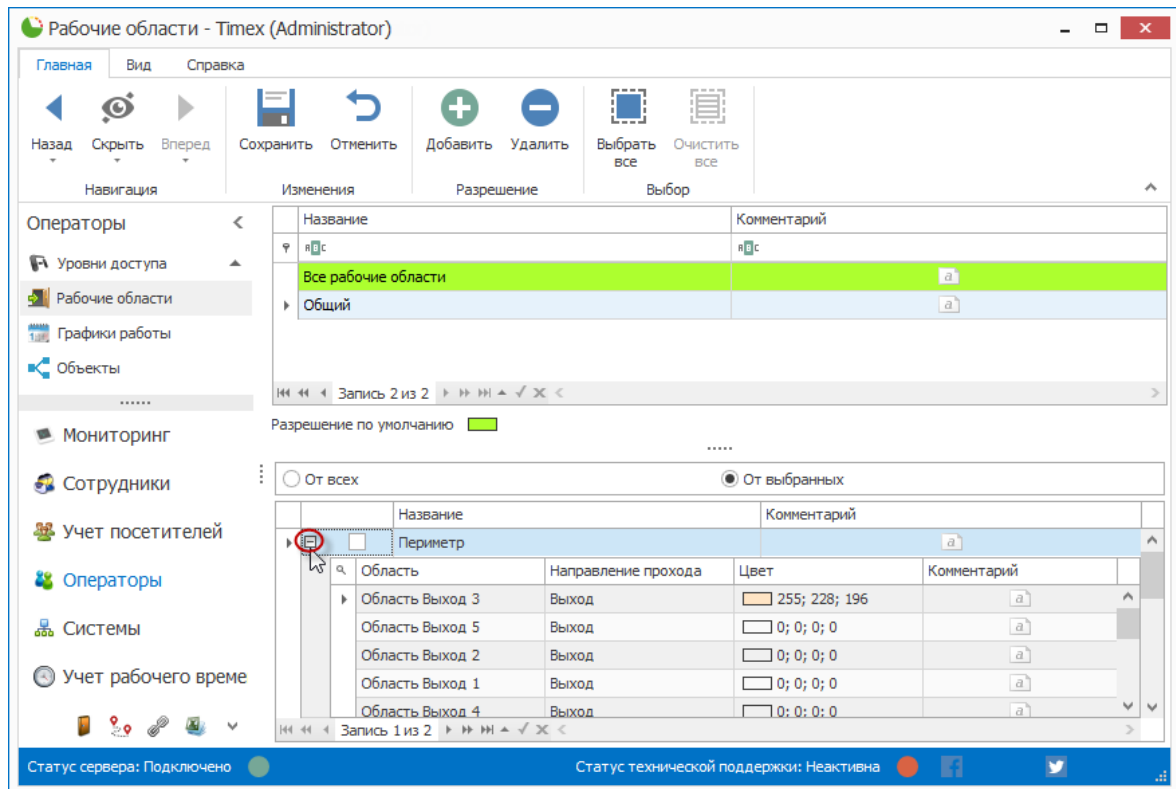 Рабочие области - Timex (Administrator)
Главная Вид Справка
Назад Скрыть Вперед Сохранить Отменить Добавить Удалить Выбрать все Очистить все
Навигация Изменения Разрешение Выбор
Операторы
Уровни доступа
Рабочие области
Графики работы
Объекты
Мониторинг
Сотрудники
Учет посетителей
Операторы
Системы
Учет рабочего време
Название Комментарий
Все рабочие области
Общий
Запись 2 из 2
Разрешение по умолчанию
От всех От выбранных
Название Комментарий
Периметр
Область Направление прохода Цвет Комментарий
Область Выход 3 Выход 255; 228; 196
Область Выход 5 Выход 0; 0; 0; 0
Область Выход 2 Выход 0; 0; 0; 0
Область Выход 1 Выход 0; 0; 0; 0
Область Выход 4 Выход 0; 0; 0; 0
Запись 1 из 2
Статус сервера: Подключено Статус технической поддержки: Неактивна